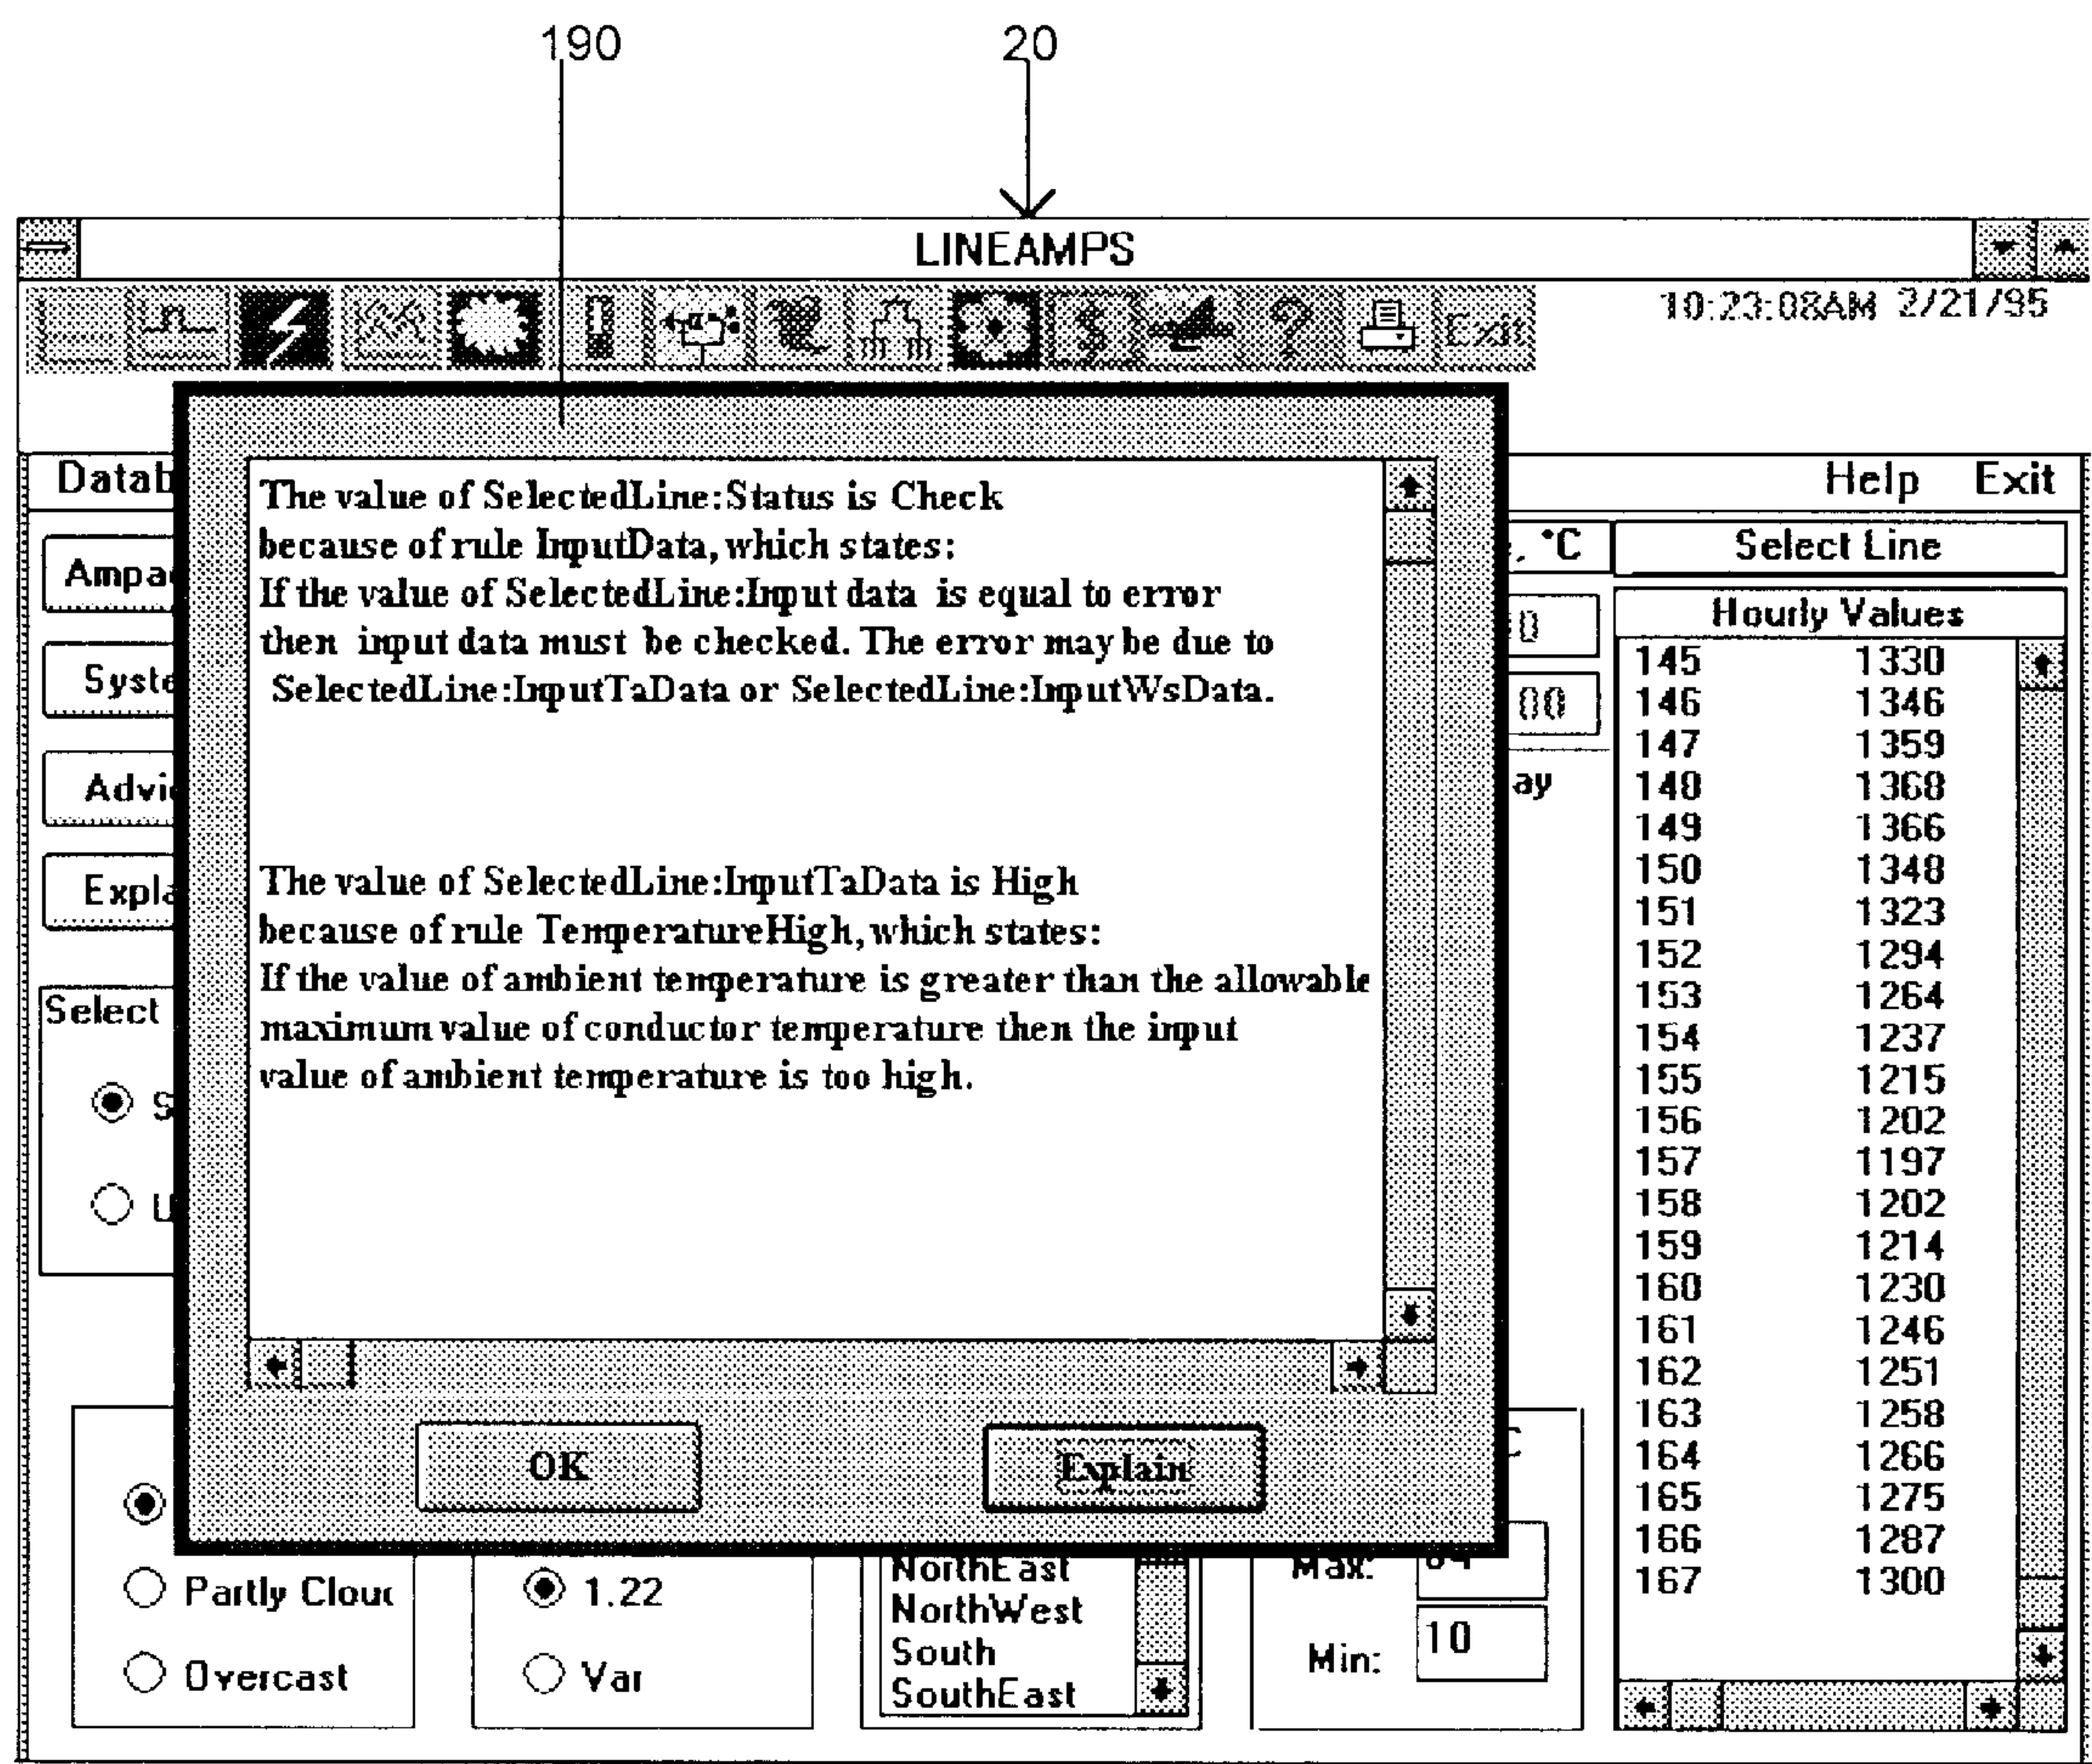 190 20
LINEAMPS
Exit
10:23:08AM 2/21/95
Help Exit
The value of SelectedLine:Status is Check
because of rule InputData, which states:
If the value of SelectedLine:Input data is equal to error
then input data must be checked. The error may be due to
SelectedLine:InputTaData or SelectedLine:InputWsData.
The value of SelectedLine:InputTaData is High
because of rule TemperatureHigh, which states:
If the value of ambient temperature is greater than the allowable
maximum value of conductor temperature then the input
value of ambient temperature is too high.
OK Explain
Select
, °C
Select Line
Hourly Values
145 1330
146 1346
147 1359
148 1368
149 1366
150 1348
151 1323
152 1294
153 1264
154 1237
155 1215
156 1202
157 1197
158 1202
159 1214
160 1230
161 1246
162 1251
163 1258
164 1266
165 1275
166 1287
167 1300
Partly Clou
Overcast
1.22
Var
NorthEast
NorthWest
South
SouthEast
Max:
Min: 10